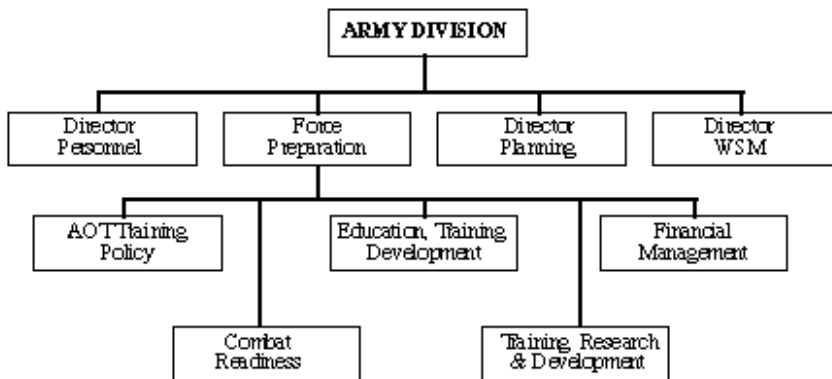 ARMY DIVISION
Director
Personnel
Force
Preparation
Director
Planning
Director
WSM
AOT Training
Policy
Education, Training
Development
Financial
Management
Combat
Readiness
Training, Research
& Development